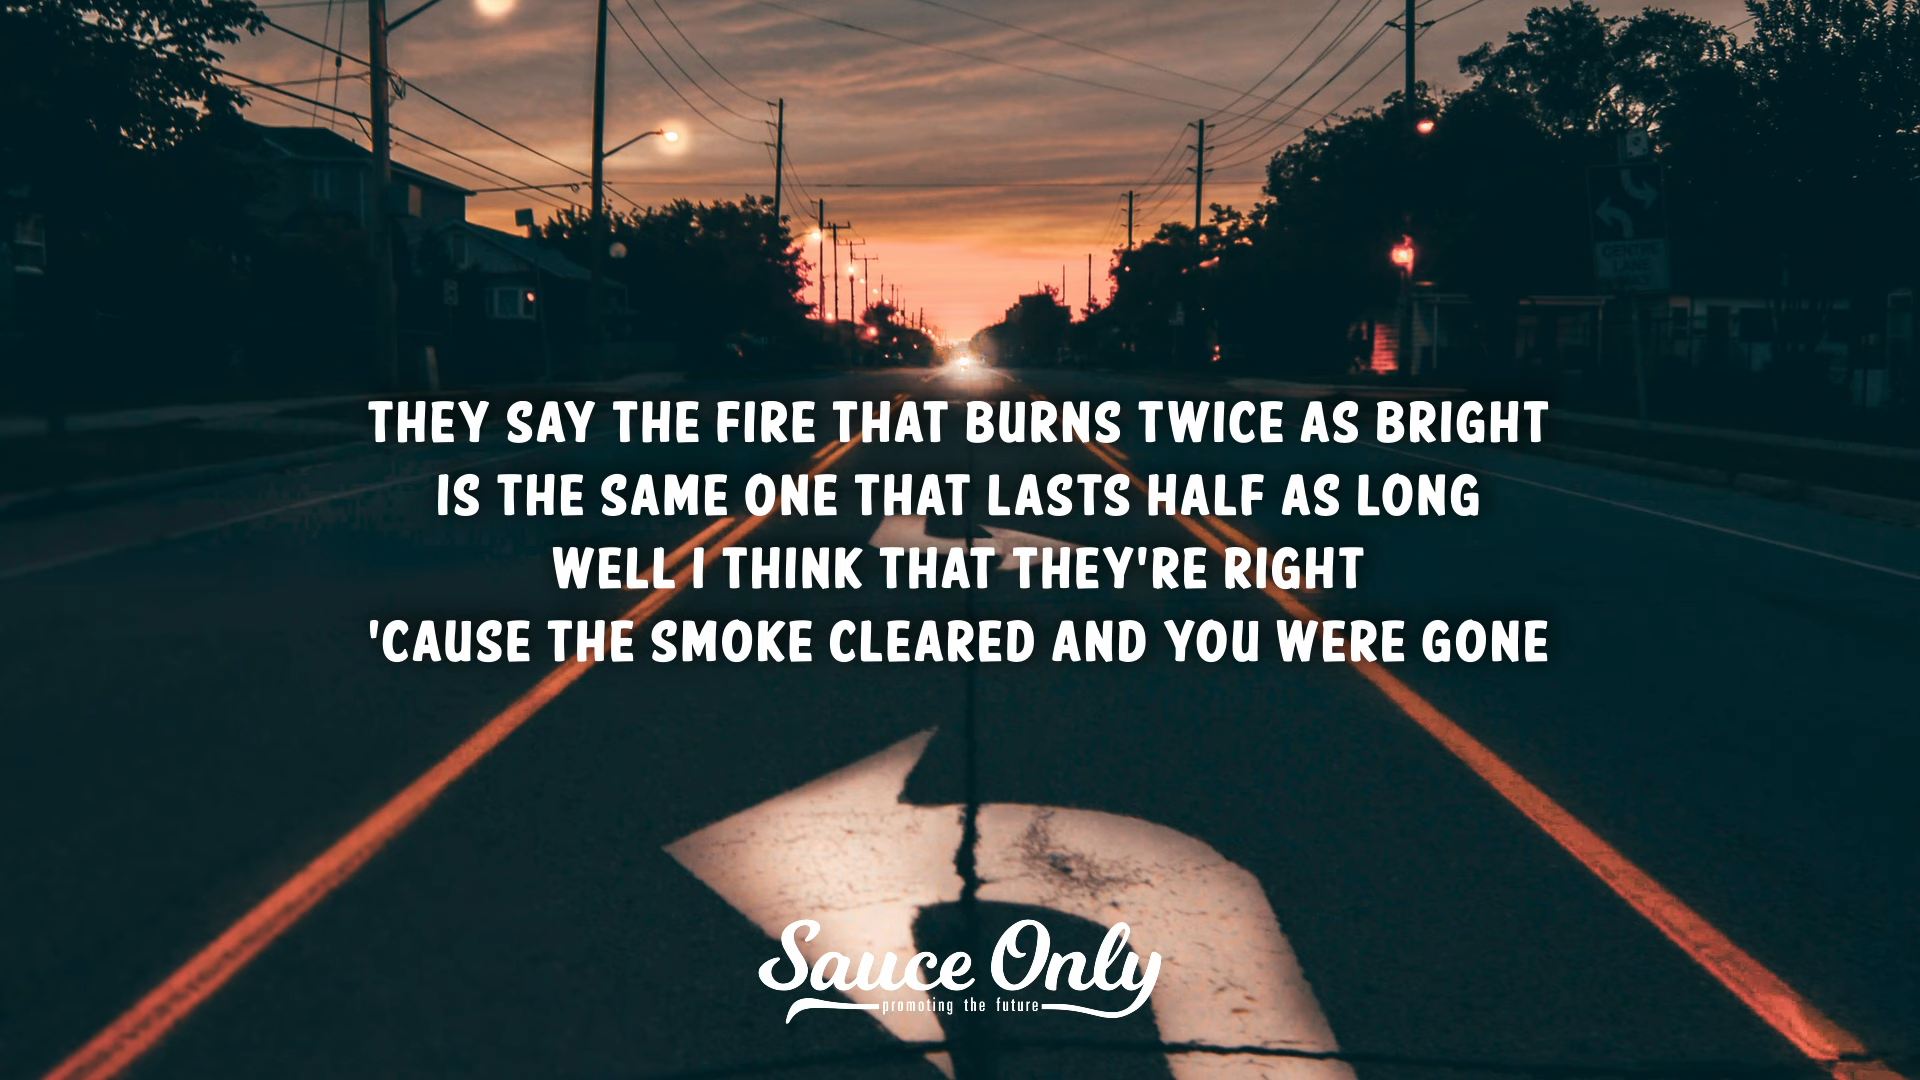 THEY SAY THE FIRE THAT BURNS TWICE AS BRIGHT
IS THE SAME ONE THAT LASTS HALF AS LONG
WELL I THINK THAT THEY'RE RIGHT
'CAUSE THE SMOKE CLEARED AND YOU WERE GONE
Sauce Only
promoting the future